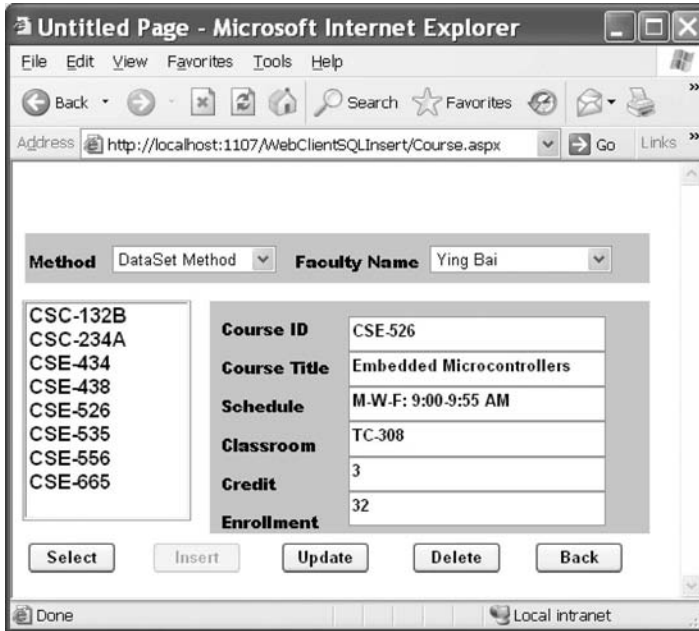 Untitled Page - Microsoft Internet Explorer
File Edit View Favorites Tools Help
Back Search Favorites »
Address http://localhost:1107/WebClientSQLInsert/Course.aspx Go Links »
Method DataSet Method Faculty Name Ying Bai
CSC-132B
CSC-234A
CSE-434
CSE-438
CSE-526
CSE-535
CSE-556
CSE-665
Course ID CSE-526
Course Title Embedded Microcontrollers
Schedule M-W-F: 9:00-9:55 AM
Classroom TC-308
Credit 3
Enrollment 32
Select Insert Update Delete Back
Done Local intranet